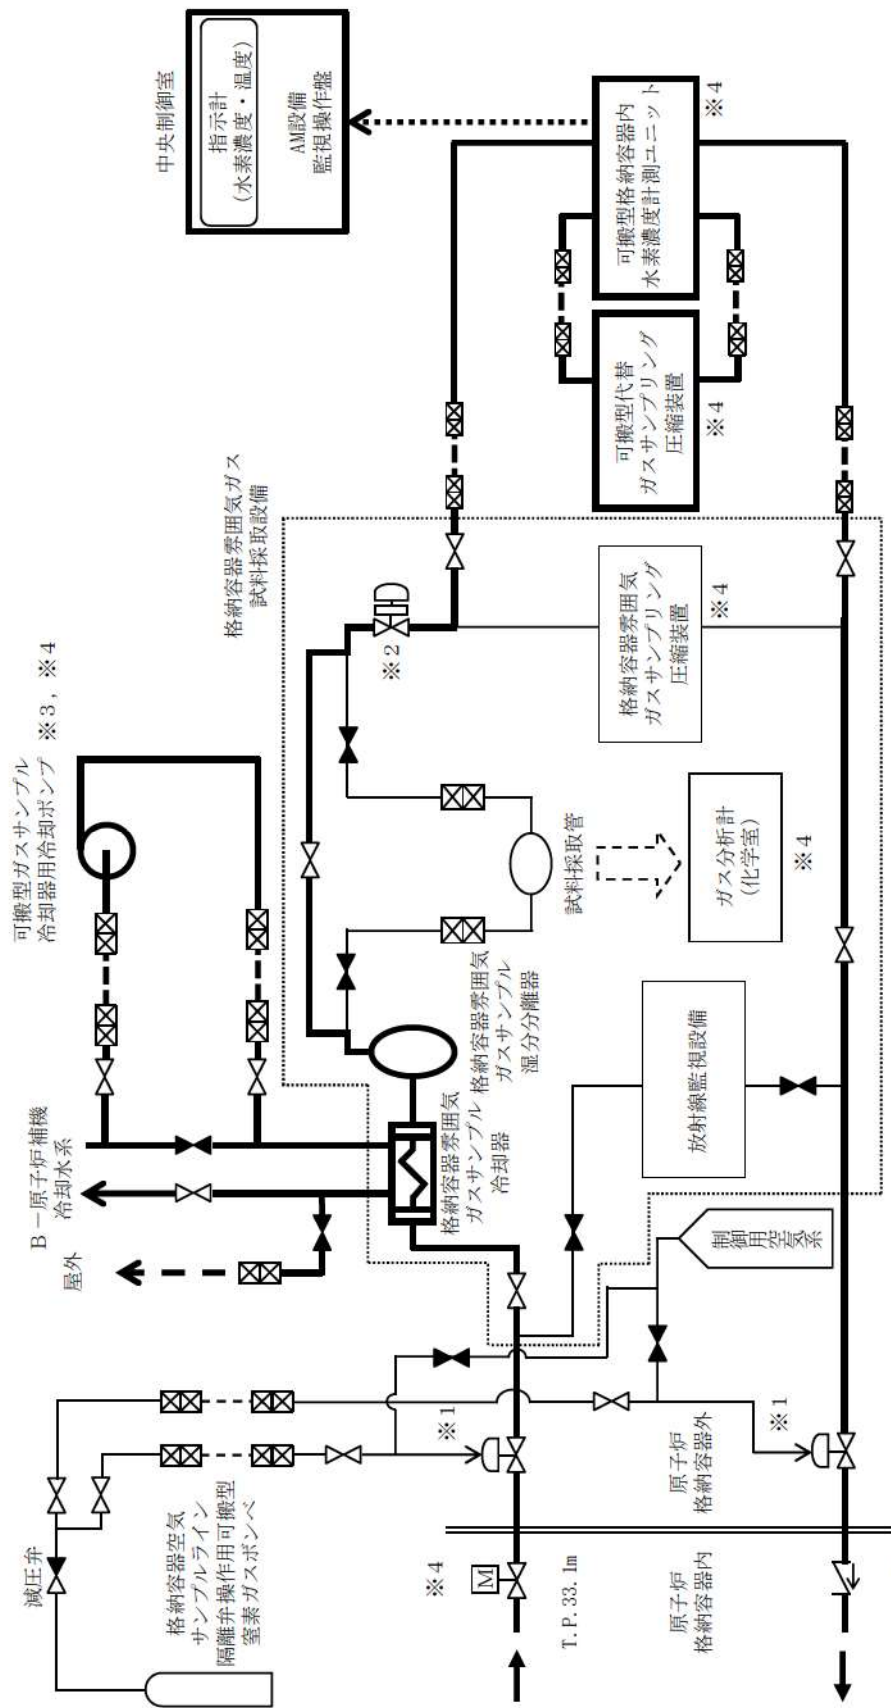 減圧弁
格納容器空気
サンプルライン
隔離弁操作用可搬型
窒素ガスボンベ
屋外
B－原子炉補機
冷却水系
可搬型ガスサンプル
冷却器用冷却ポンプ ※3, ※4
格納容器雰囲気ガス
試料採取設備
中央制御室
指示計
(水素濃度・温度)
AM設備
監視操作盤
※4
M
T.P.33.1m
※1
格納容器雰囲気
ガスサンプル
冷却器
格納容器雰囲気
ガスサンプル
湿分分離器
試料採取管
※2
ガス分析計
(化学室)
※4
格納容器雰囲気
ガスサンプリング
圧縮装置
※4
可搬型代替
ガスサンプリング
圧縮装置
※4
可搬型格納容器内
水素濃度計測ユニット
※4
放射線監視設備
制御用空気系
原子炉
格納容器内
原子炉
格納容器外
※1